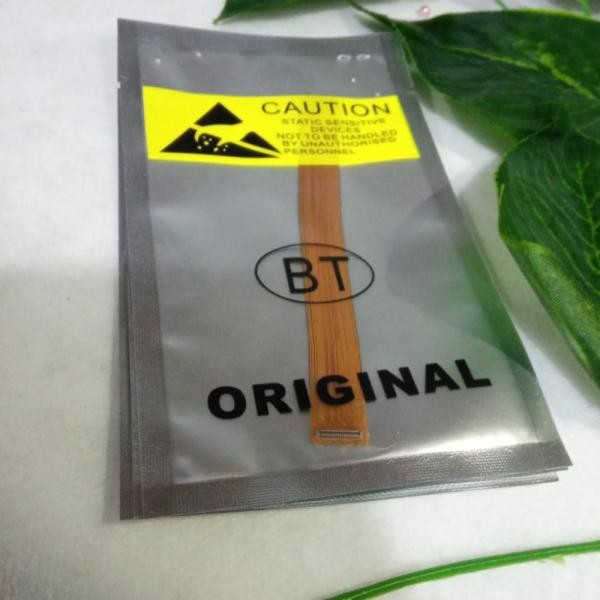 CAUTION
STATIC SENSITIVE
DEVICES
NOT TO BE HANDLED
BY UNAUTHORISED
PERSONNEL
BT
ORIGINAL